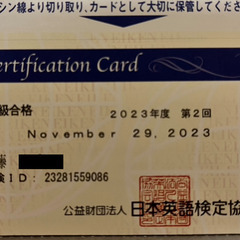 シン線より切り取り、カードとして大切に保管してくださ
ertification Card
級合格
2023年度 第2回
November 29, 2023
藤
検ID: 23281559086
公益財団法人 日本英語検定協